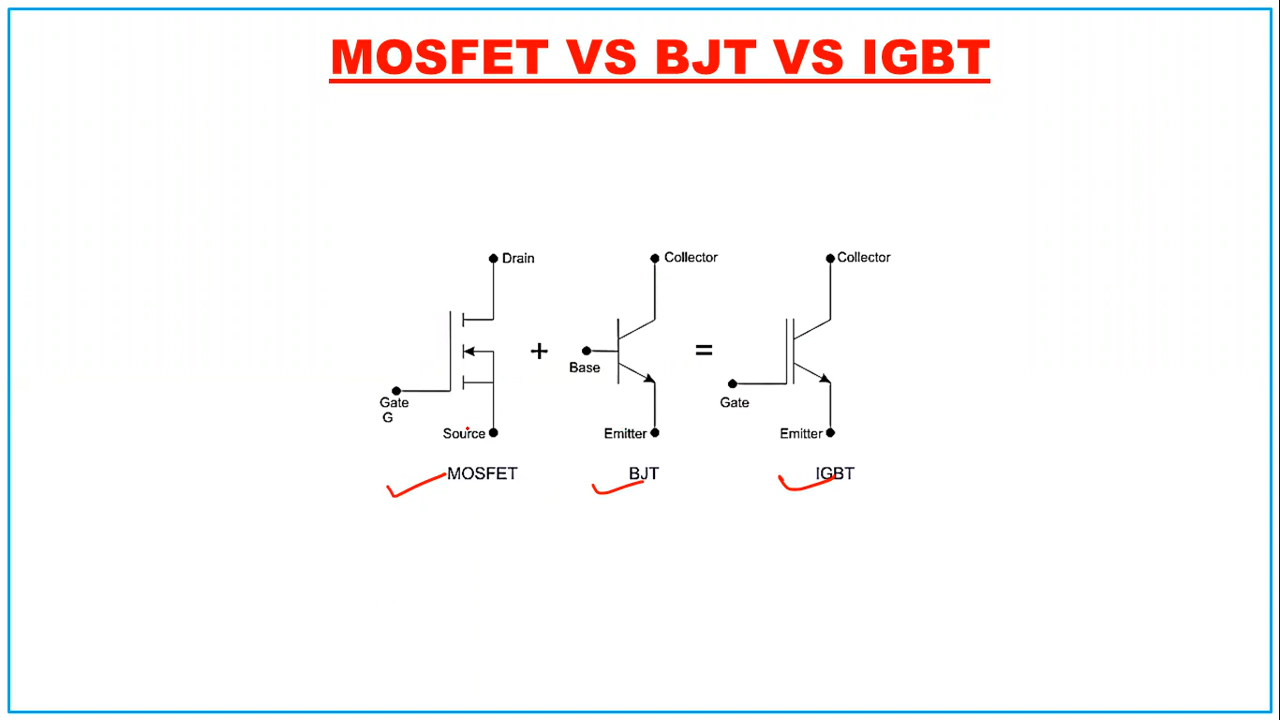 MOSFET VS BJT VS IGBT
Drain
Gate
G
Source
MOSFET
+
Collector
Base
Emitter
BJT
=
Collector
Gate
Emitter
IGBT